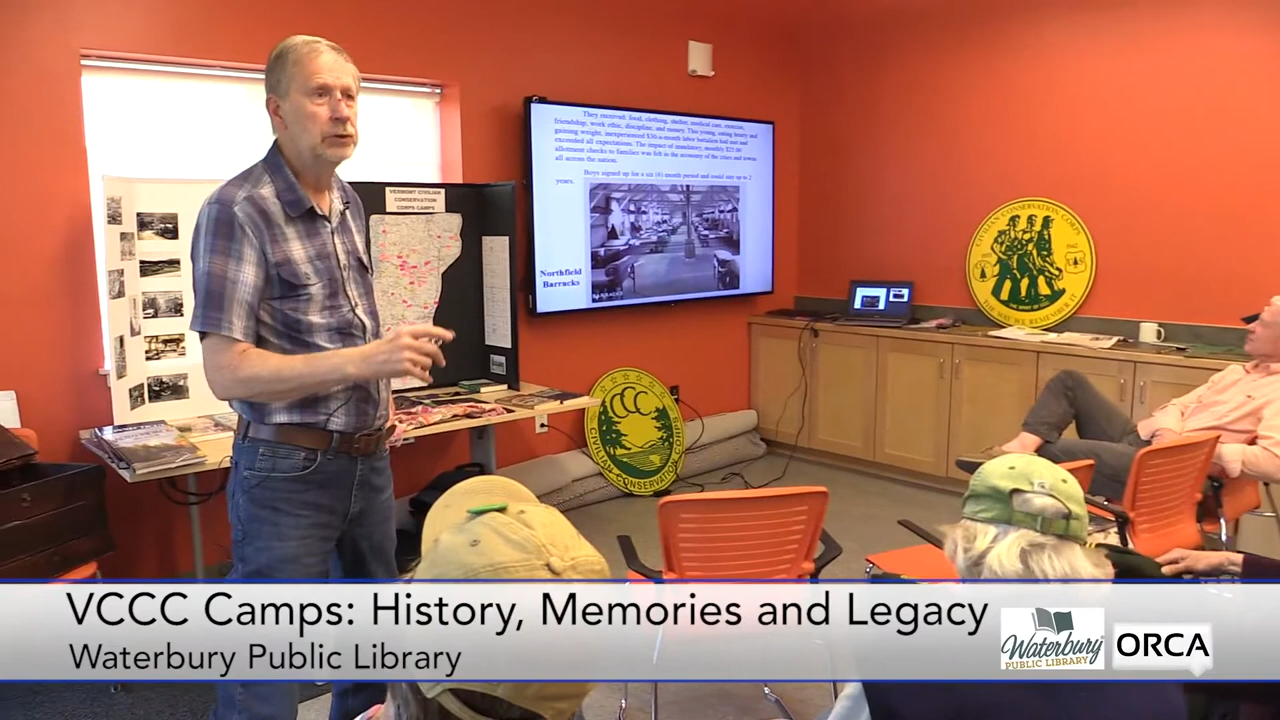 VERMONT CIVILIAN
CONSERVATION
CORPS CAMPS
They received: food, clothing, shelter, medical care, exercise,
friendship, work ethic, discipline, and money. This young, eating hearty and
gaining weight, inexperienced $30-a-month labor battalion had met and
exceeded all expectations. The impact of mandatory, monthly $25.00
allotment checks to families was felt in the economy of the cities and towns
all across the nation.
Boys signed up for a six (6) month period and could stay up to 2
years.
Northfield
Barracks
BARRACKS
CIVILIAN CONSERVATION CORPS
1942
THE WAY WE REMEMBER IT
CCC
CIVILIAN
CONSERVATION CORPS
VCCC Camps: History, Memories and Legacy
Waterbury Public Library
Waterbury
PUBLIC LIBRARY
ORCA